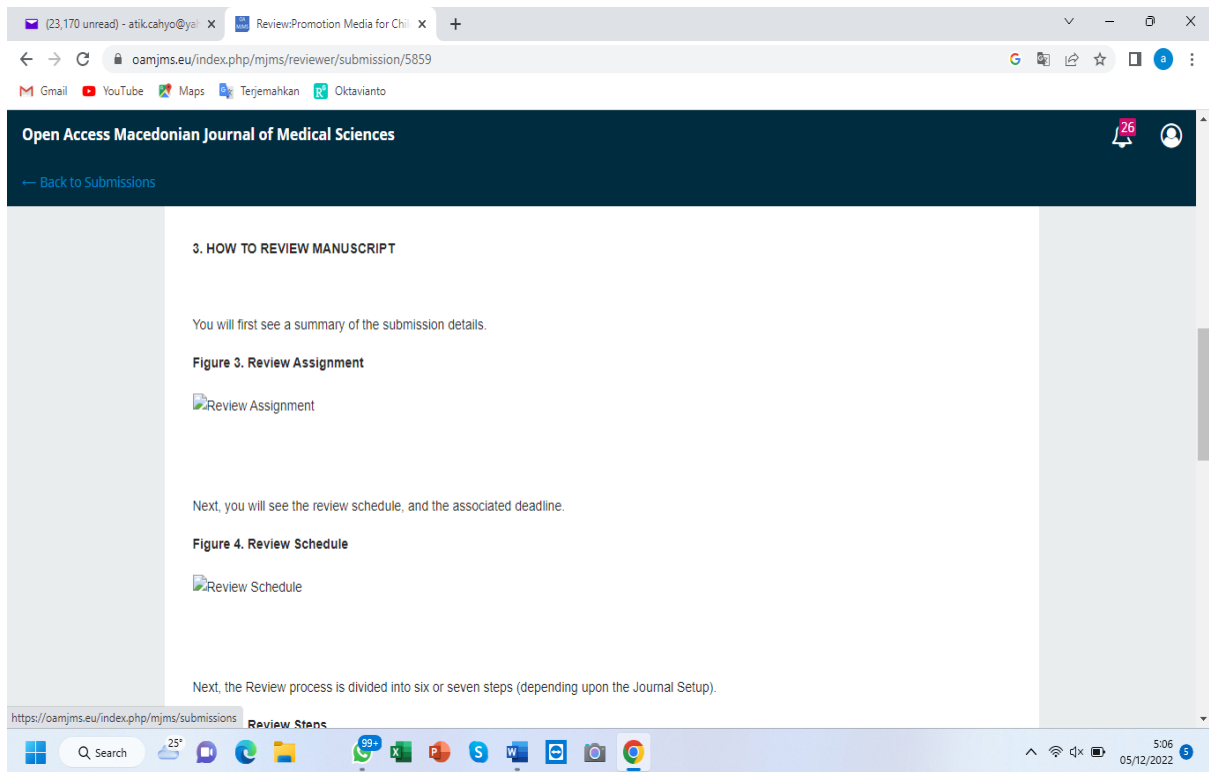 (23,170 unread) - atik.cahyo@yah
Review:Promotion Media for Chil
oamjms.eu/index.php/mjms/reviewer/submission/5859
a
Gmail YouTube Maps Terjemahkan Oktavianto
Open Access Macedonian Journal of Medical Sciences
26
← Back to Submissions
3. HOW TO REVIEW MANUSCRIPT
You will first see a summary of the submission details.
Figure 3. Review Assignment
Review Assignment
Next, you will see the review schedule, and the associated deadline.
Figure 4. Review Schedule
Review Schedule
Next, the Review process is divided into six or seven steps (depending upon the Journal Setup).
https://oamjms.eu/index.php/mjms/submissions
Review Steps
Search
25°
99+
5:06
05/12/2022
5